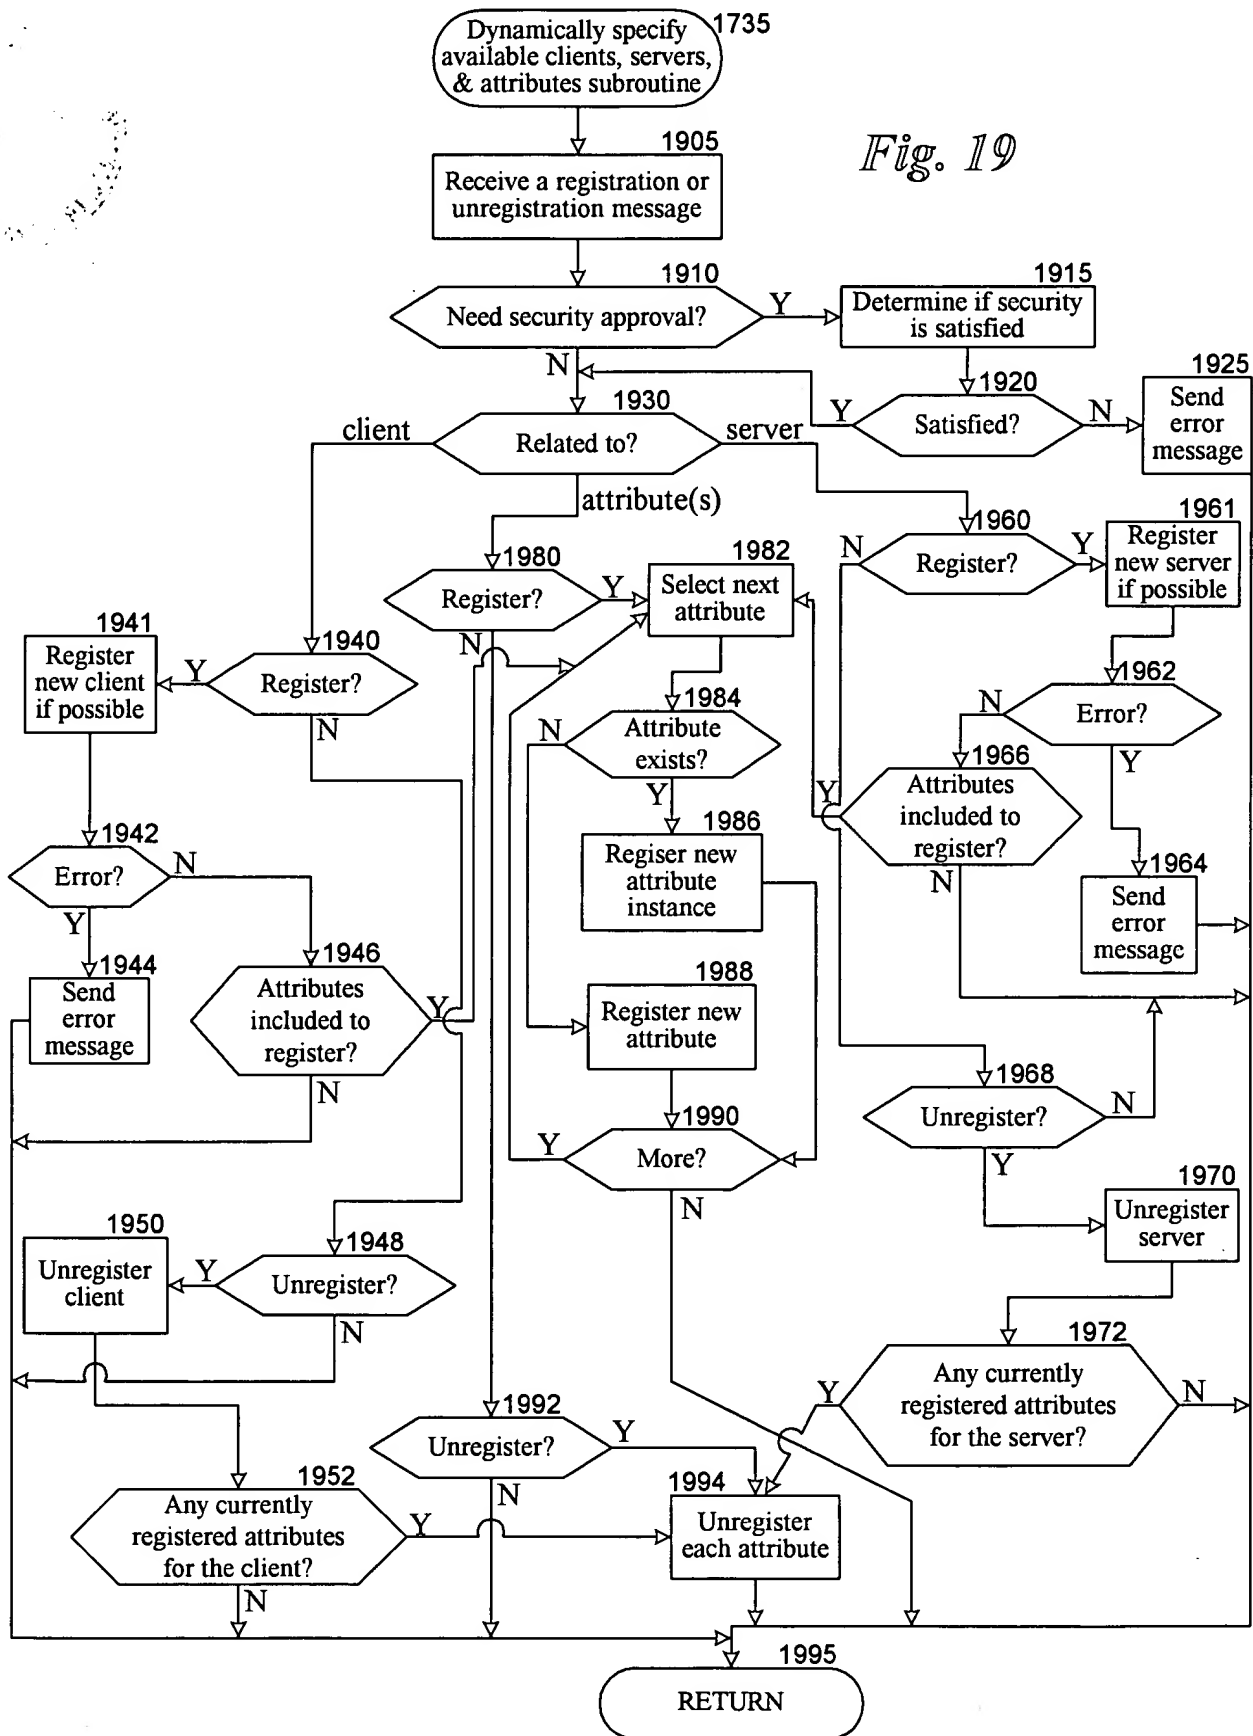 Dynamically specify
available clients, servers,
& attributes subroutine
1735
Fig. 19
1905
Receive a registration or
unregistration message
1910
Need security approval?
Y
N
1915
Determine if security
is satisfied
1920
Satisfied?
Y
N
1925
Send
error
message
1930
Related to?
client
server
attribute(s)
1960
Register?
N
Y
1961
Register
new server
if possible
1980
Register?
Y
N
1982
Select next
attribute
1941
Register
new client
if possible
1940
Register?
Y
N
1984
Attribute
exists?
N
Y
1962
Error?
N
Y
1966
Attributes
included to
register?
Y
N
1986
Regiser new
attribute
instance
1942
Error?
N
Y
1964
Send
error
message
1944
Send
error
message
1946
Attributes
included to
register?
Y
N
1988
Register new
attribute
1968
Unregister?
N
Y
1990
More?
Y
N
1970
Unregister
server
1950
Unregister
client
1948
Unregister?
Y
N
1972
Any currently
registered attributes
for the server?
Y
N
1992
Unregister?
Y
N
1952
Any currently
registered attributes
for the client?
Y
N
1994
Unregister
each attribute
1995
RETURN